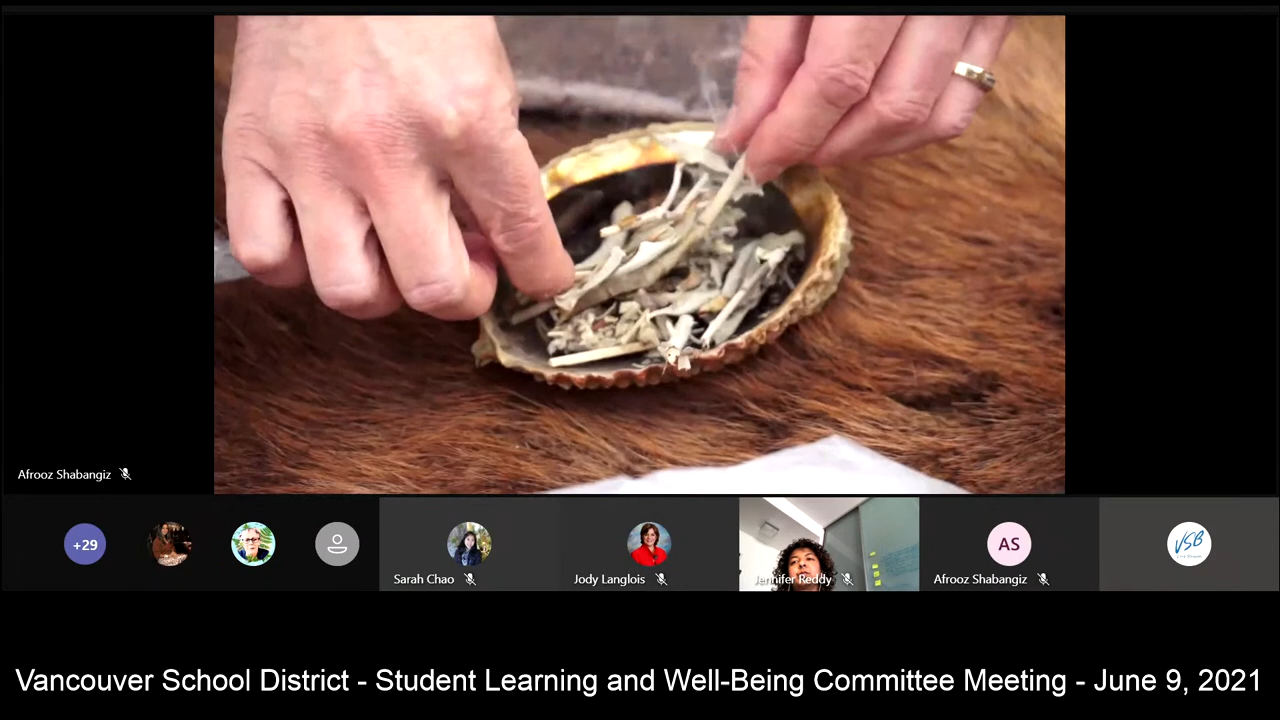 Afrooz Shabangiz
+29
Sarah Chao
Jody Langlois
Jennifer Reddy
AS
Afrooz Shabangiz
VSB
Vancouver School District - Student Learning and Well-Being Committee Meeting - June 9, 2021